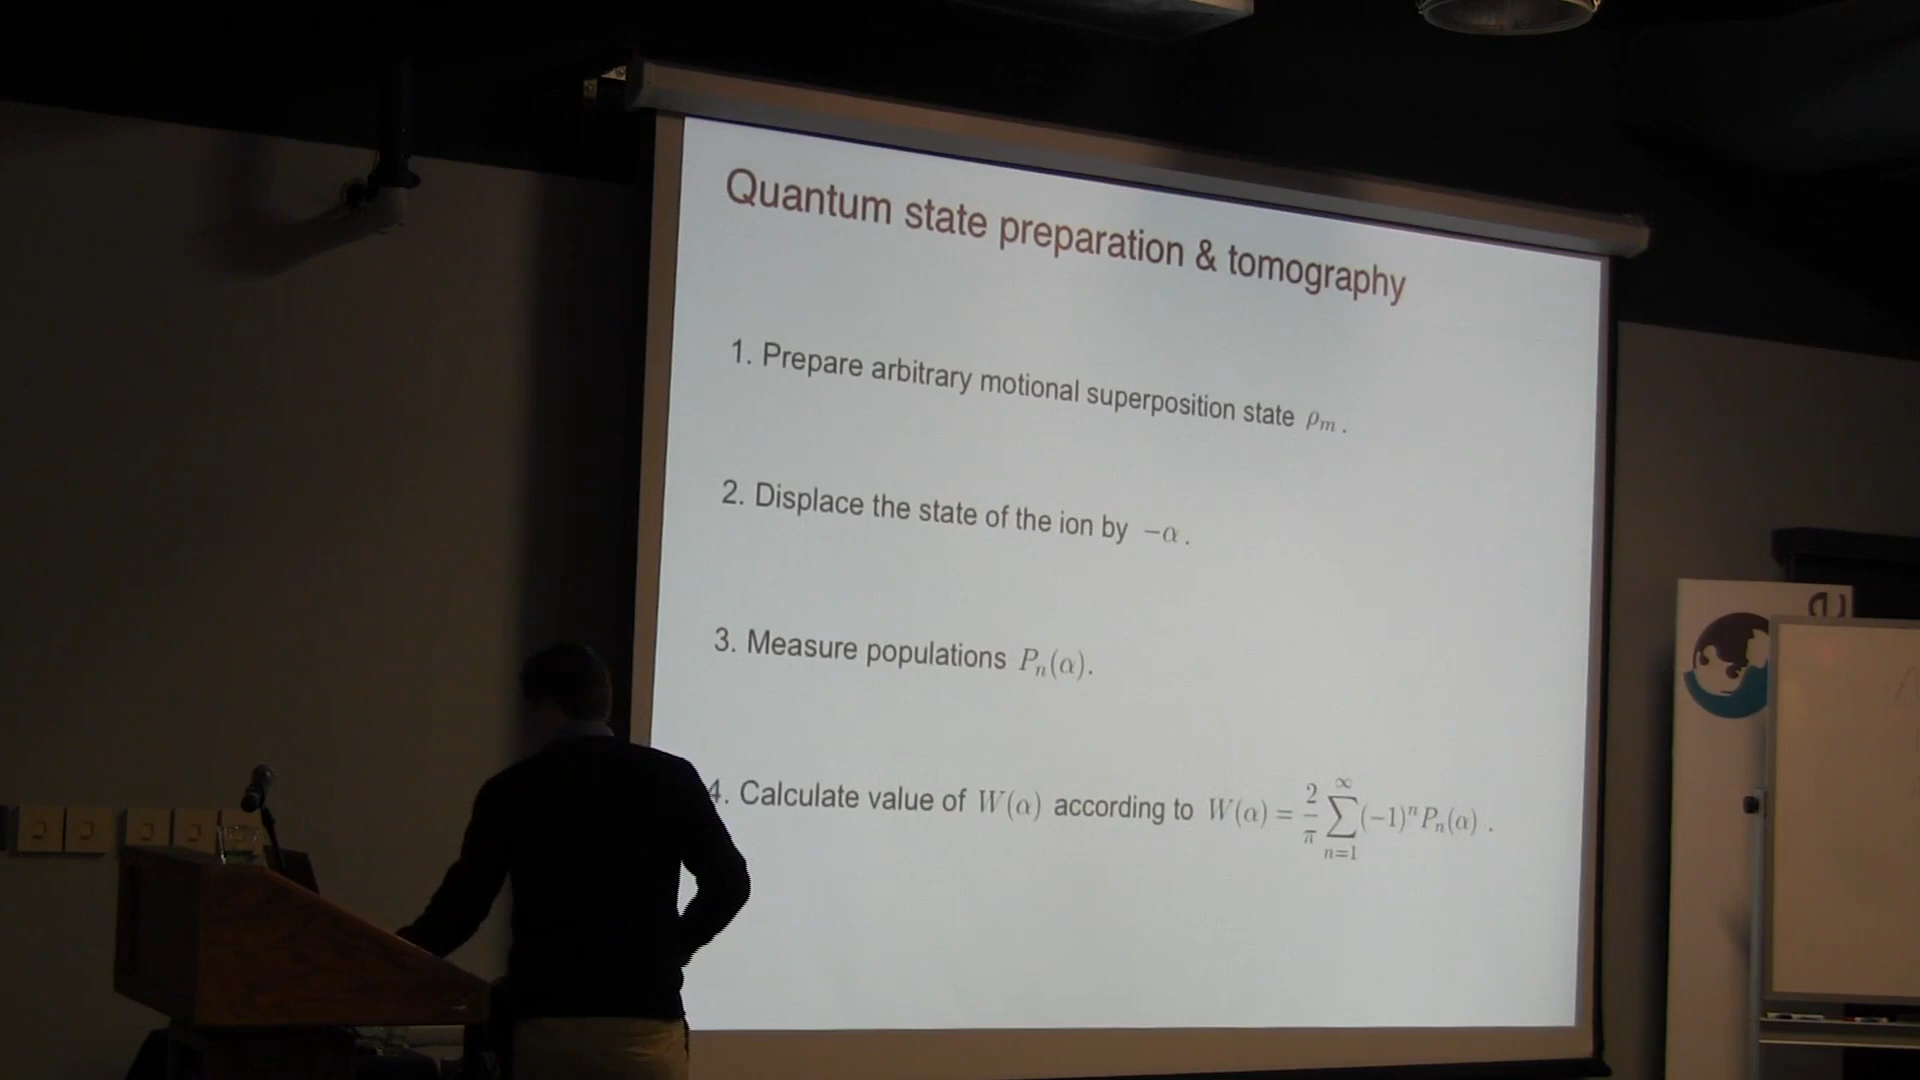 Quantum state preparation & tomography
1. Prepare arbitrary motional superposition state ρₘ .
2. Displace the state of the ion by −α .
3. Measure populations Pₙ(α).
4. Calculate value of W(α) according to W(α) = 2/π ∑_{n=1}^{∞} (−1)ⁿ Pₙ(α) .